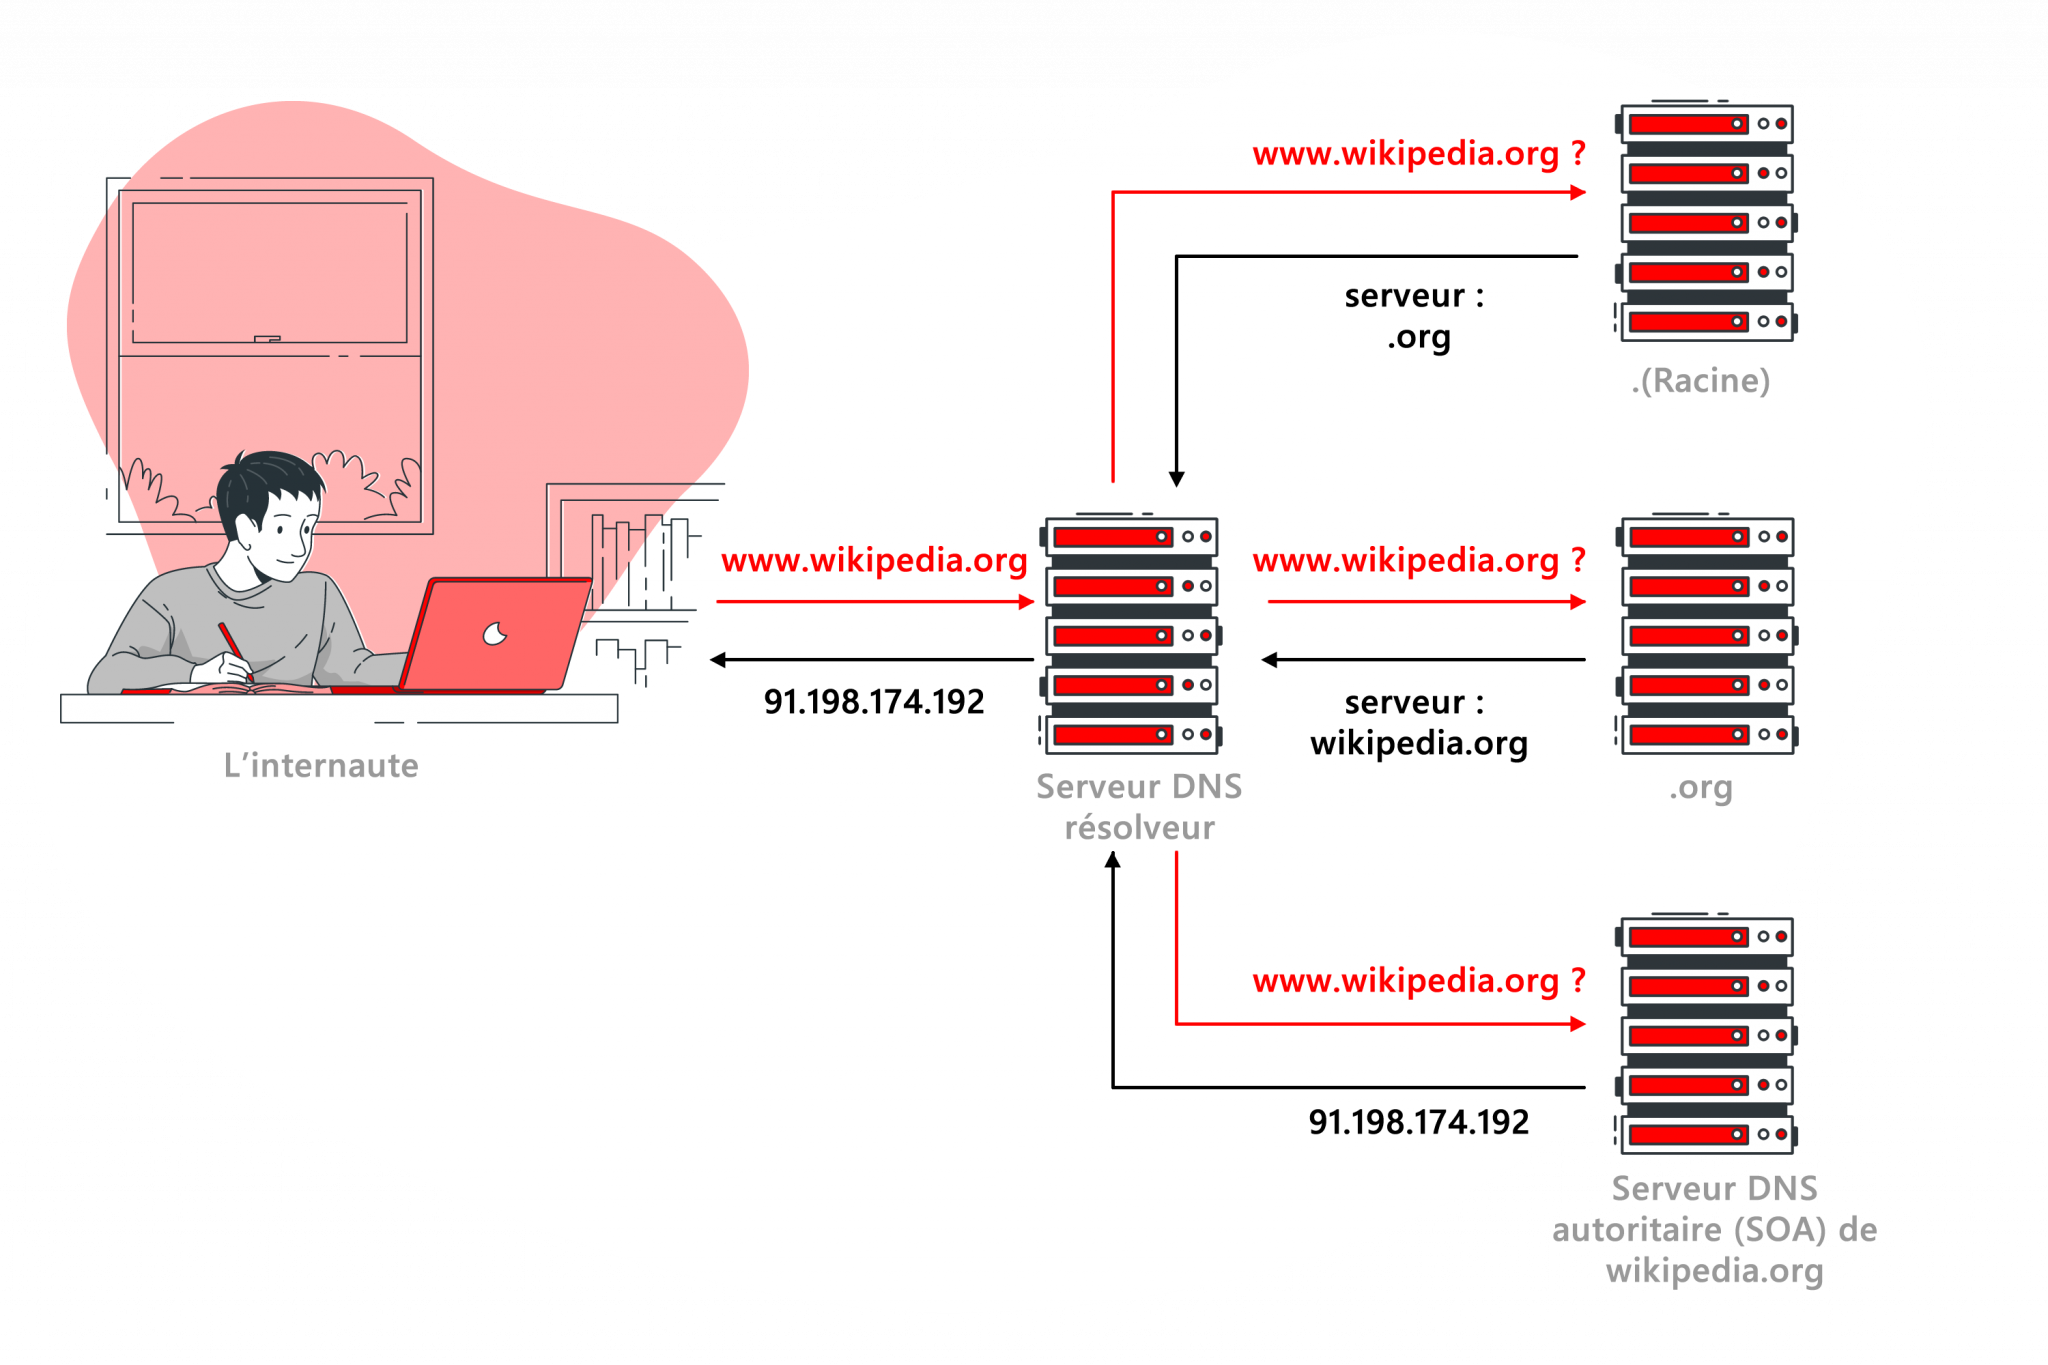 www.wikipedia.org ?
serveur :
.org
.(Racine)
www.wikipedia.org
91.198.174.192
L’internaute
Serveur DNS
résolveur
www.wikipedia.org ?
serveur :
wikipedia.org
.org
www.wikipedia.org ?
91.198.174.192
Serveur DNS
autoritaire (SOA) de
wikipedia.org